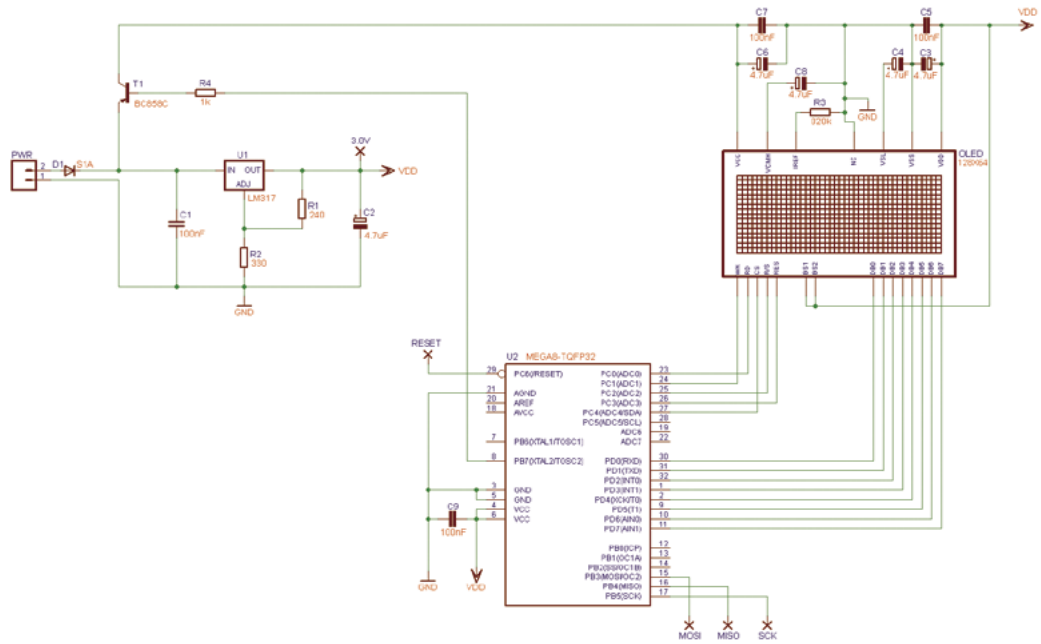 C7
100nF
C5
100nF
VDD
C6
4.7uF
C8
4.7uF
C4
4.7uF
C3
4.7uF
T1
BC858C
R4
1k
R3
820k
GND
VCC
VCMH
IREF
NC
VSL
VSS
VDD
OLED
128X64
PWR
2
1
D1
S1A
U1
IN
OUT
ADJ
LM317
3.0V
VDD
C1
100nF
R1
240
R2
330
C2
4.7uF
GND
WR
RD
CS
R/S
RES
BS1
BS2
DB0
DB1
DB2
DB3
DB4
DB5
DB6
DB7
RESET
U2
MEGA8-TQFP32
29 PC6(/RESET)
21 AGND
20 AREF
18 AVCC
7 PB6(XTAL1/TOSC1)
8 PB7(XTAL2/TOSC2)
3 GND
5 GND
4 VCC
6 VCC
PC0(ADC0) 23
PC1(ADC1) 24
PC2(ADC2) 25
PC3(ADC3) 26
PC4(ADC4/SDA) 27
PC5(ADC5/SCL) 28
ADC6 19
ADC7 22
PD0(RXD) 30
PD1(TXD) 31
PD2(INT0) 32
PD3(INT1) 1
PD4(XCK/T0) 2
PD5(T1) 9
PD6(AIN0) 10
PD7(AIN1) 11
PB0(ICP) 12
PB1(OC1A) 13
PB2(SS/OC1B) 14
PB3(MOSI/OC2) 15
PB4(MISO) 16
PB5(SCK) 17
C9
100nF
GND
VDD
MOSI
MISO
SCK